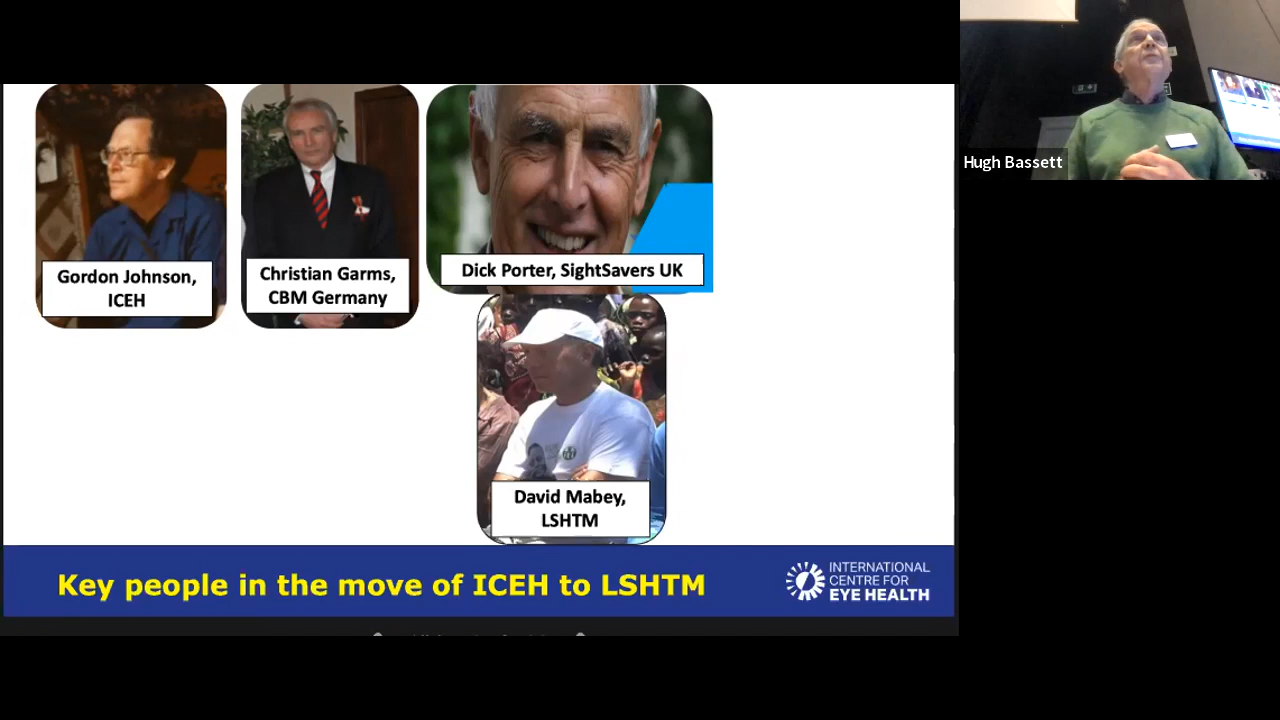 Hugh Bassett
Gordon Johnson,
ICEH
Christian Garms,
CBM Germany
Dick Porter, SightSavers UK
David Mabey,
LSHTM
Key people in the move of ICEH to LSHTM
INTERNATIONAL
CENTRE FOR
EYE HEALTH